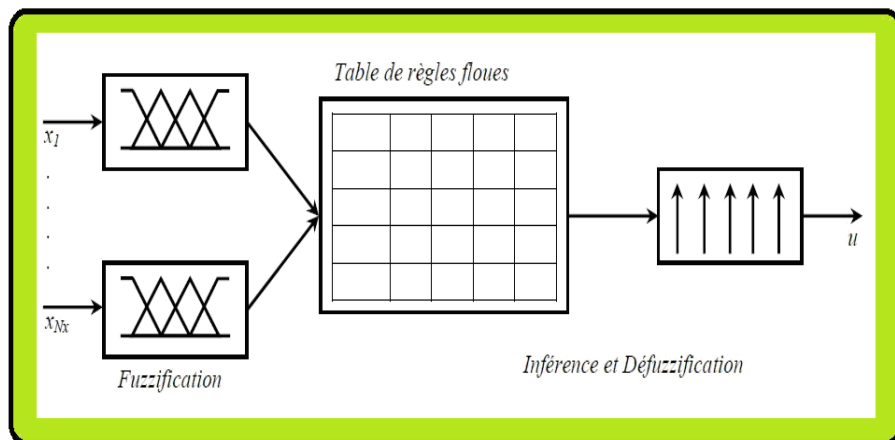 Table de règles floues
x1
.
.
.
.
xNx
u
Fuzzification
Inférence et Défuzzification